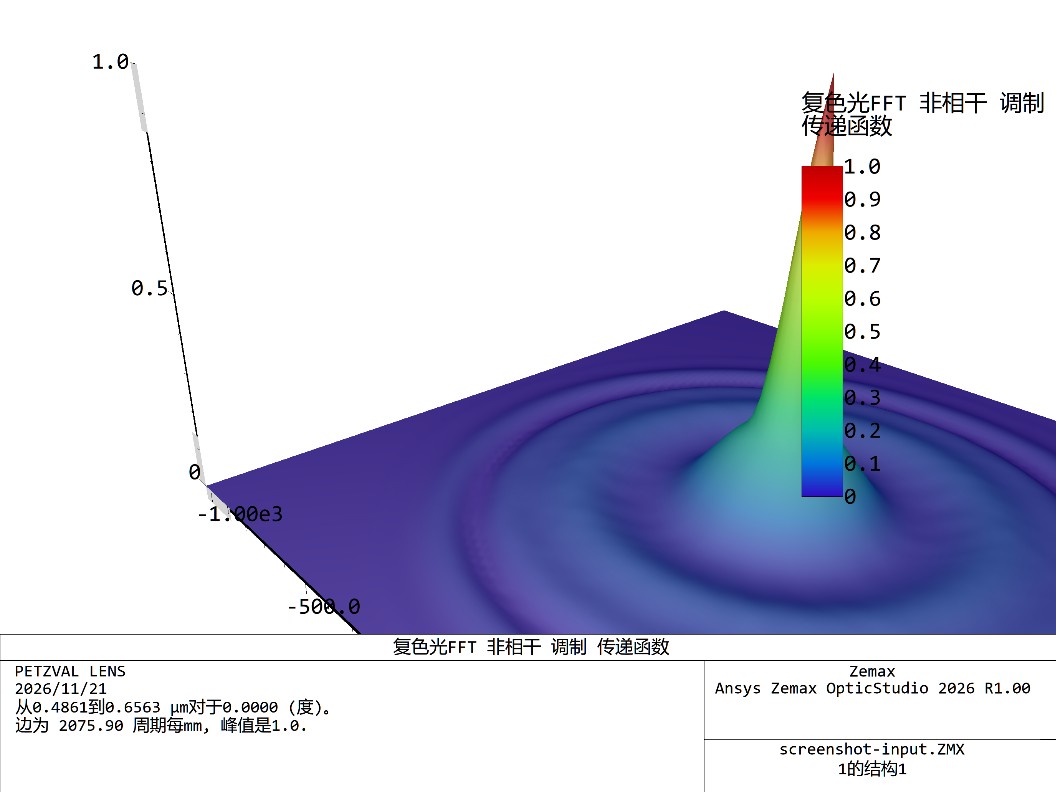 1.0
0.5
0
-1.00e3
-500.0
复色光FFT 非相干 调制
传递函数
1.0
0.9
0.8
0.7
0.6
0.5
0.4
0.3
0.2
0.1
0
复色光FFT 非相干 调制 传递函数
PETZVAL LENS
2026/11/21
从0.4861到0.6563 µm对于0.0000 (度)。
边为 2075.90 周期每mm, 峰值是1.0.
Zemax
Ansys Zemax OpticStudio 2026 R1.00
screenshot-input.ZMX
1的结构1